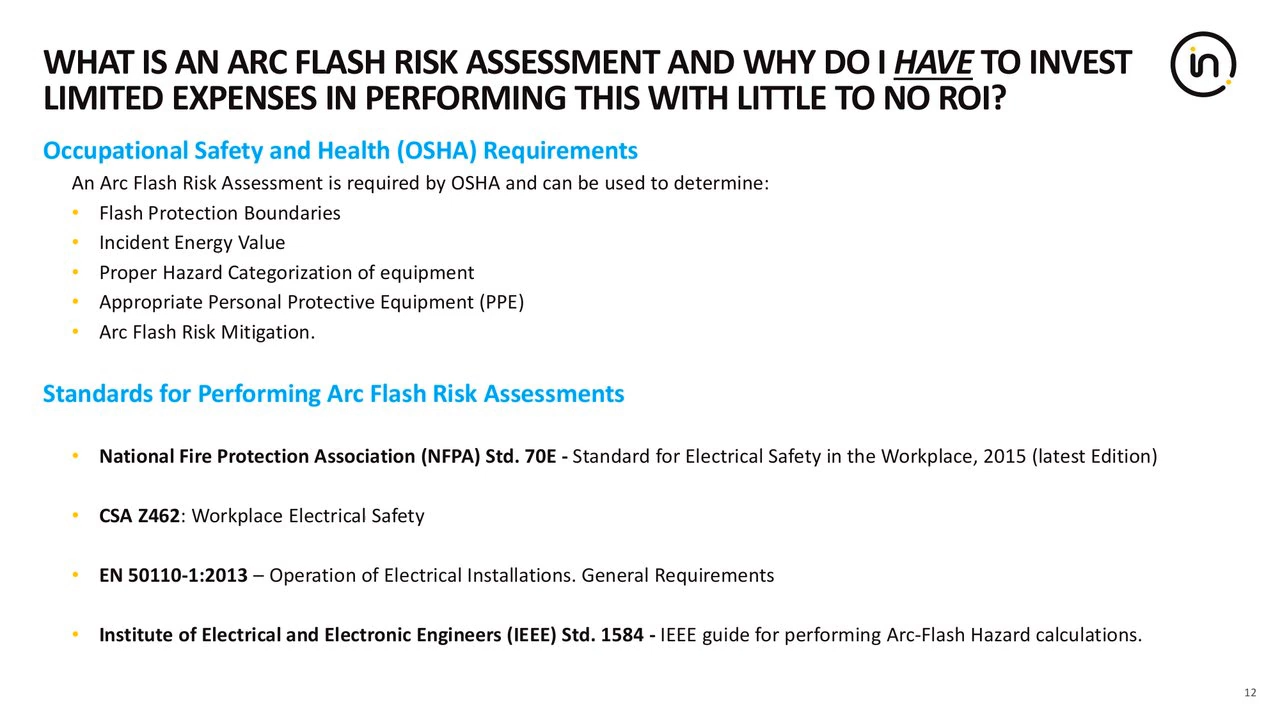 WHAT IS AN ARC FLASH RISK ASSESSMENT AND WHY DO I HAVE TO INVEST
LIMITED EXPENSES IN PERFORMING THIS WITH LITTLE TO NO ROI?
in
Occupational Safety and Health (OSHA) Requirements
An Arc Flash Risk Assessment is required by OSHA and can be used to determine:
• Flash Protection Boundaries
• Incident Energy Value
• Proper Hazard Categorization of equipment
• Appropriate Personal Protective Equipment (PPE)
• Arc Flash Risk Mitigation.
Standards for Performing Arc Flash Risk Assessments
• National Fire Protection Association (NFPA) Std. 70E - Standard for Electrical Safety in the Workplace, 2015 (latest Edition)
• CSA Z462: Workplace Electrical Safety
• EN 50110-1:2013 – Operation of Electrical Installations. General Requirements
• Institute of Electrical and Electronic Engineers (IEEE) Std. 1584 - IEEE guide for performing Arc-Flash Hazard calculations.
12